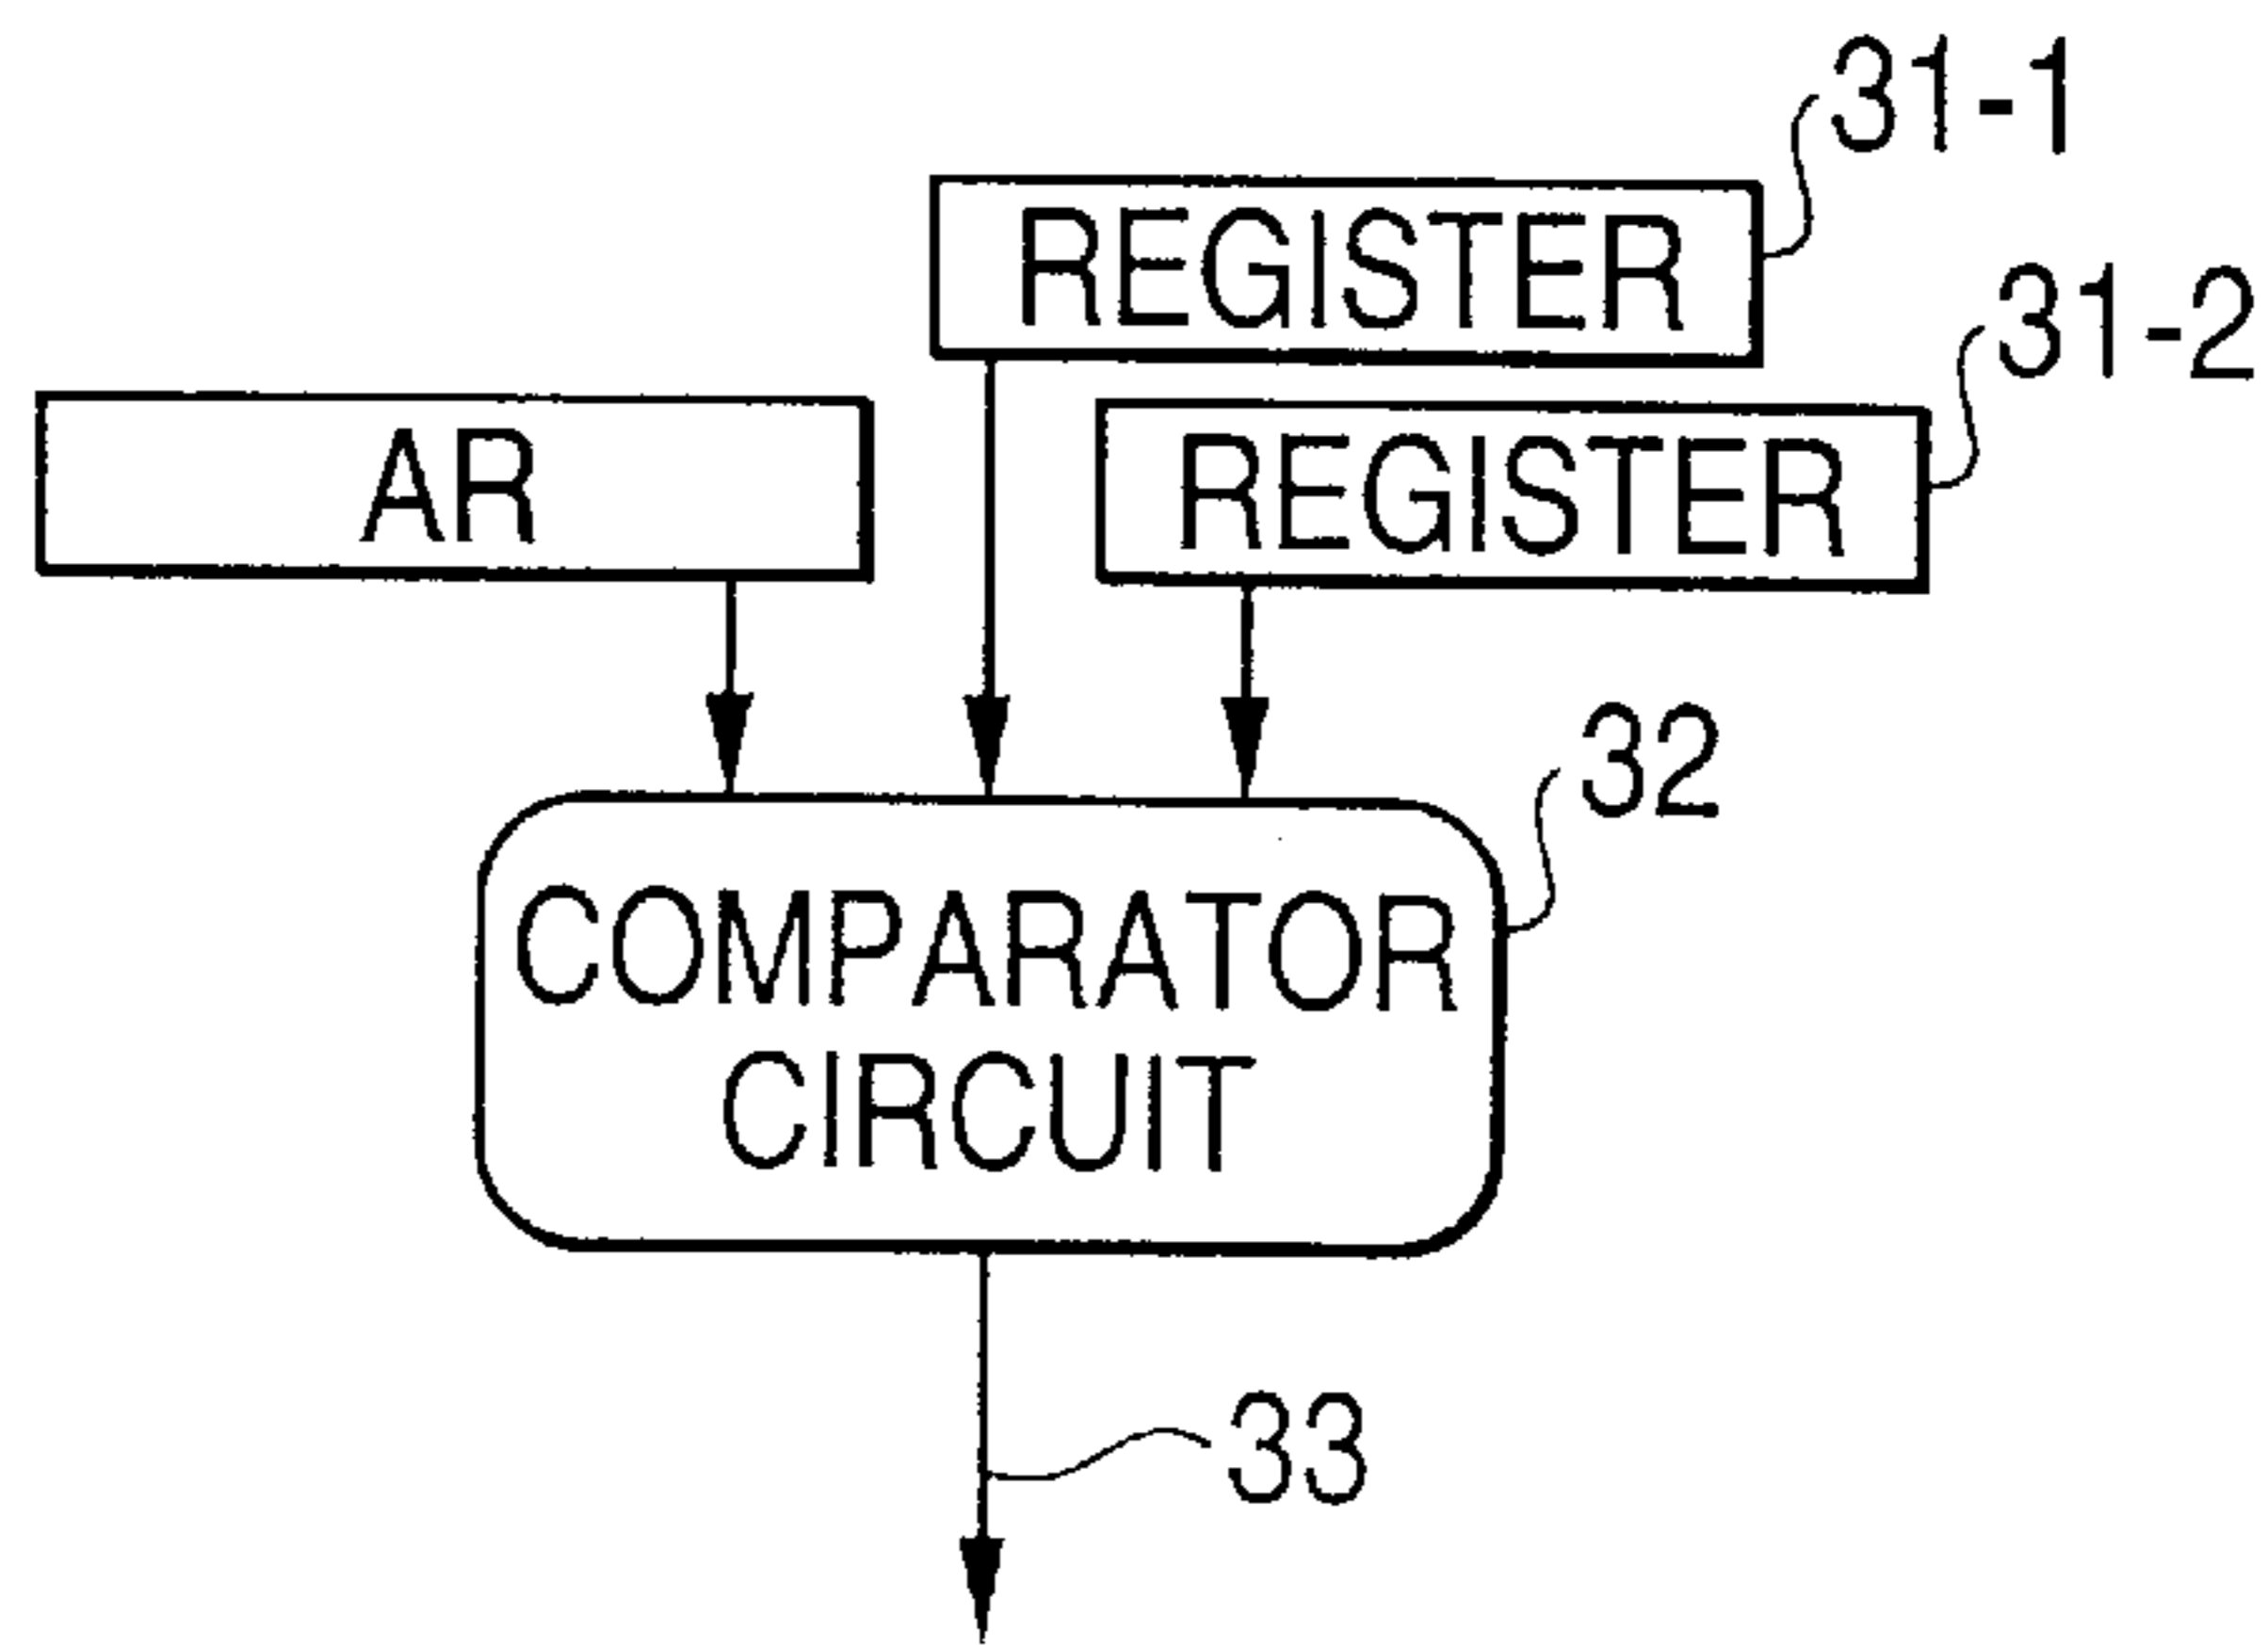 31-1
REGISTER
31-2
AR
REGISTER
32
COMPARATOR
CIRCUIT
33